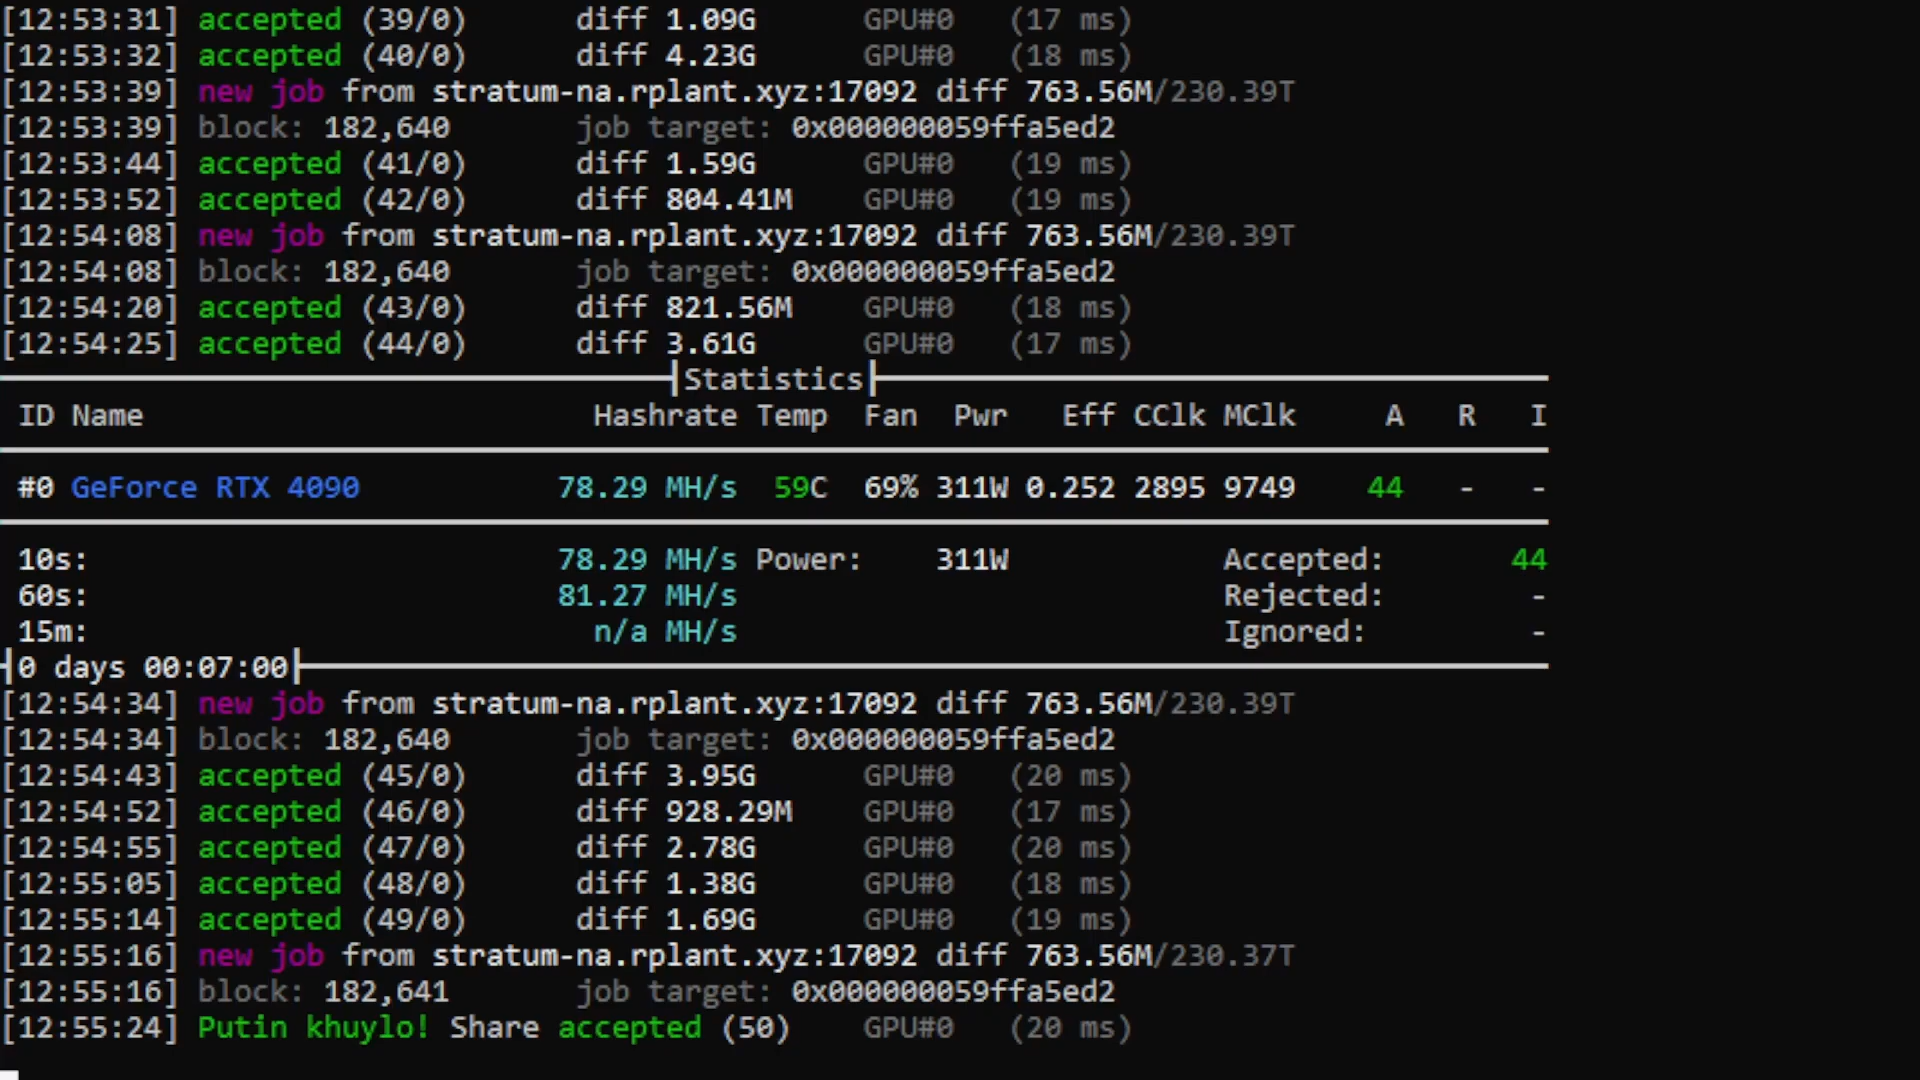 [12:53:31] accepted (39/0) diff 1.09G GPU#0 (17 ms)
[12:53:32] accepted (40/0) diff 4.23G GPU#0 (18 ms)
[12:53:39] new job from stratum-na.rplant.xyz:17092 diff 763.56M/230.39T
[12:53:39] block: 182,640 job target: 0x000000059ffa5ed2
[12:53:44] accepted (41/0) diff 1.59G GPU#0 (19 ms)
[12:53:52] accepted (42/0) diff 804.41M GPU#0 (19 ms)
[12:54:08] new job from stratum-na.rplant.xyz:17092 diff 763.56M/230.39T
[12:54:08] block: 182,640 job target: 0x000000059ffa5ed2
[12:54:20] accepted (43/0) diff 821.56M GPU#0 (18 ms)
[12:54:25] accepted (44/0) diff 3.61G GPU#0 (17 ms)
Statistics
ID Name Hashrate Temp Fan Pwr Eff CClk MClk A R I
#0 GeForce RTX 4090 78.29 MH/s 59C 69% 311W 0.252 2895 9749 44 - -
10s: 78.29 MH/s Power: 311W Accepted: 44
60s: 81.27 MH/s Rejected: -
15m: n/a MH/s Ignored: -
0 days 00:07:00
[12:54:34] new job from stratum-na.rplant.xyz:17092 diff 763.56M/230.39T
[12:54:34] block: 182,640 job target: 0x000000059ffa5ed2
[12:54:43] accepted (45/0) diff 3.95G GPU#0 (20 ms)
[12:54:52] accepted (46/0) diff 928.29M GPU#0 (17 ms)
[12:54:55] accepted (47/0) diff 2.78G GPU#0 (20 ms)
[12:55:05] accepted (48/0) diff 1.38G GPU#0 (18 ms)
[12:55:14] accepted (49/0) diff 1.69G GPU#0 (19 ms)
[12:55:16] new job from stratum-na.rplant.xyz:17092 diff 763.56M/230.37T
[12:55:16] block: 182,641 job target: 0x000000059ffa5ed2
[12:55:24] Putin khuylo! Share accepted (50) GPU#0 (20 ms)